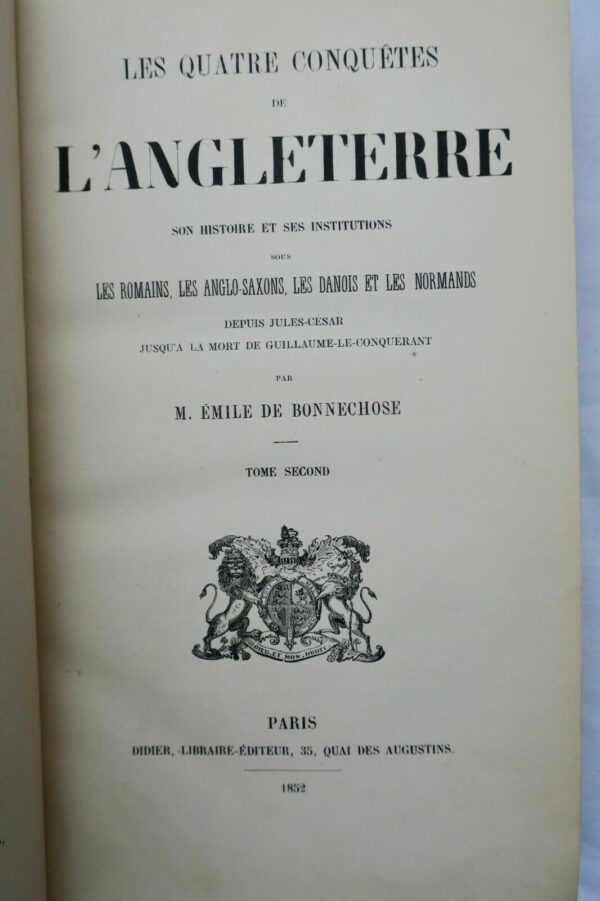 LES QUATRE CONQUÊTES
DE
L'ANGLETERRE
SON HISTOIRE ET SES INSTITUTIONS
SOUS
LES ROMAINS, LES ANGLO-SAXONS, LES DANOIS ET LES NORMANDS
DEPUIS JULES-CESAR
JUSQU'A LA MORT DE GUILLAUME-LE-CONQUÉRANT
PAR
M. ÉMILE DE BONNECHOSE
TOME SECOND
DIEU ET MON DROIT
PARIS
DIDIER, LIBRAIRE-ÉDITEUR, 35, QUAI DES AUGUSTINS.
1852